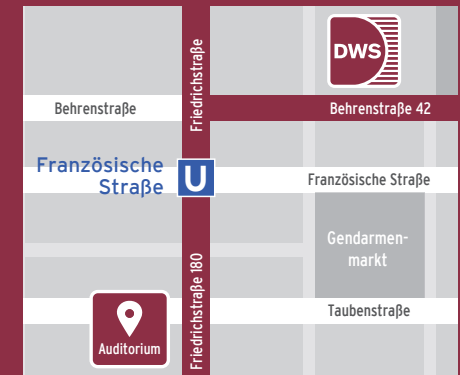 DWS
Friedrichstraße
Behrenstraße
Behrenstraße 42
Französische
Straße
U
Französische Straße
Gendarmen-
markt
Friedrichstraße 180
Taubenstraße
Auditorium